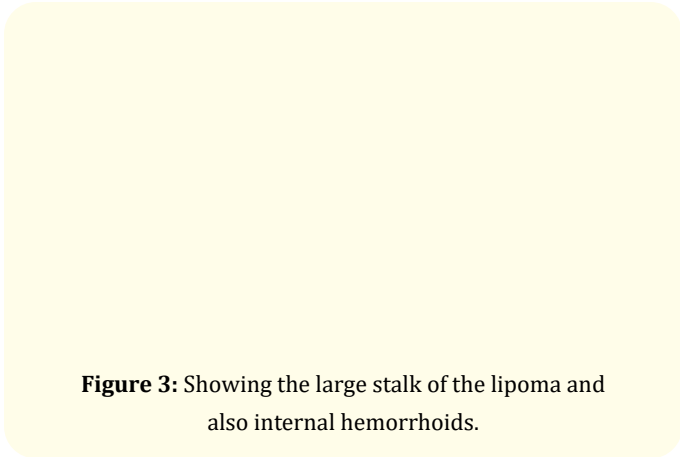 Figure 3: Showing the large stalk of the lipoma and
also internal hemorrhoids.